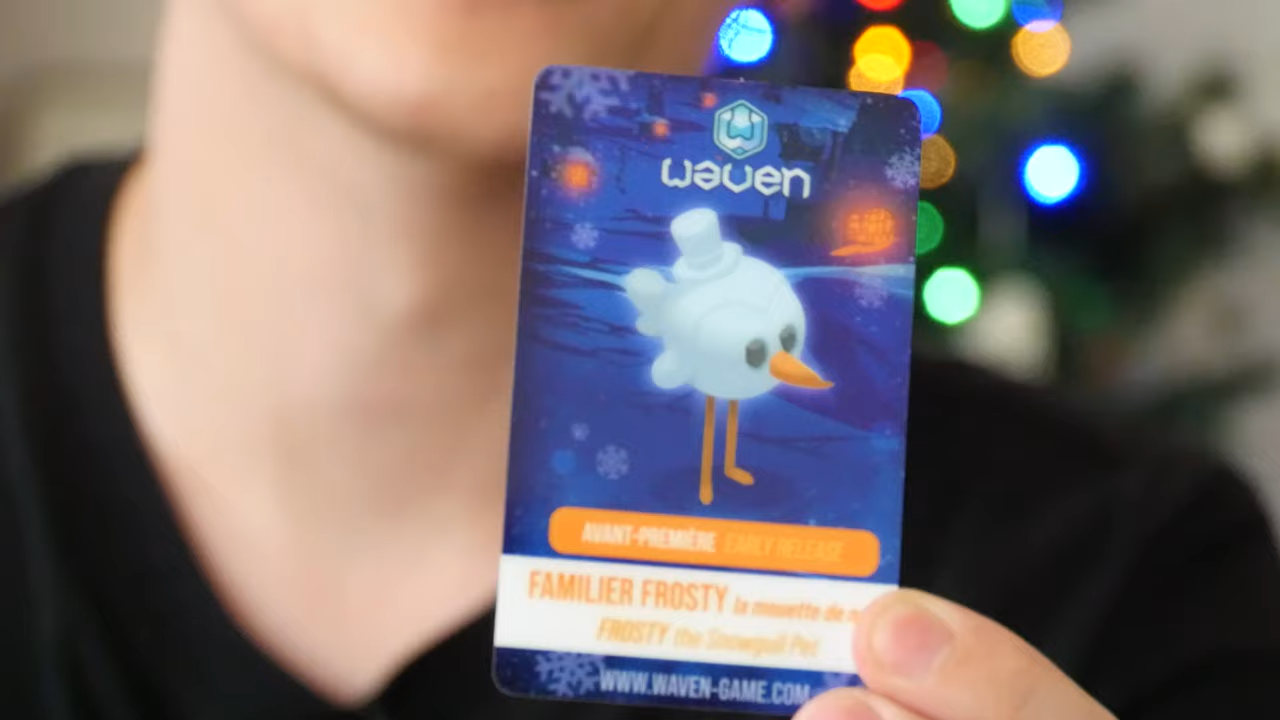 waven
AVANT-PREMIÈRE EARLY RELEASE
FAMILIER FROSTY la mouette de
FROSTY the Snowgull Pet
WWW.WAVEN-GAME.COM